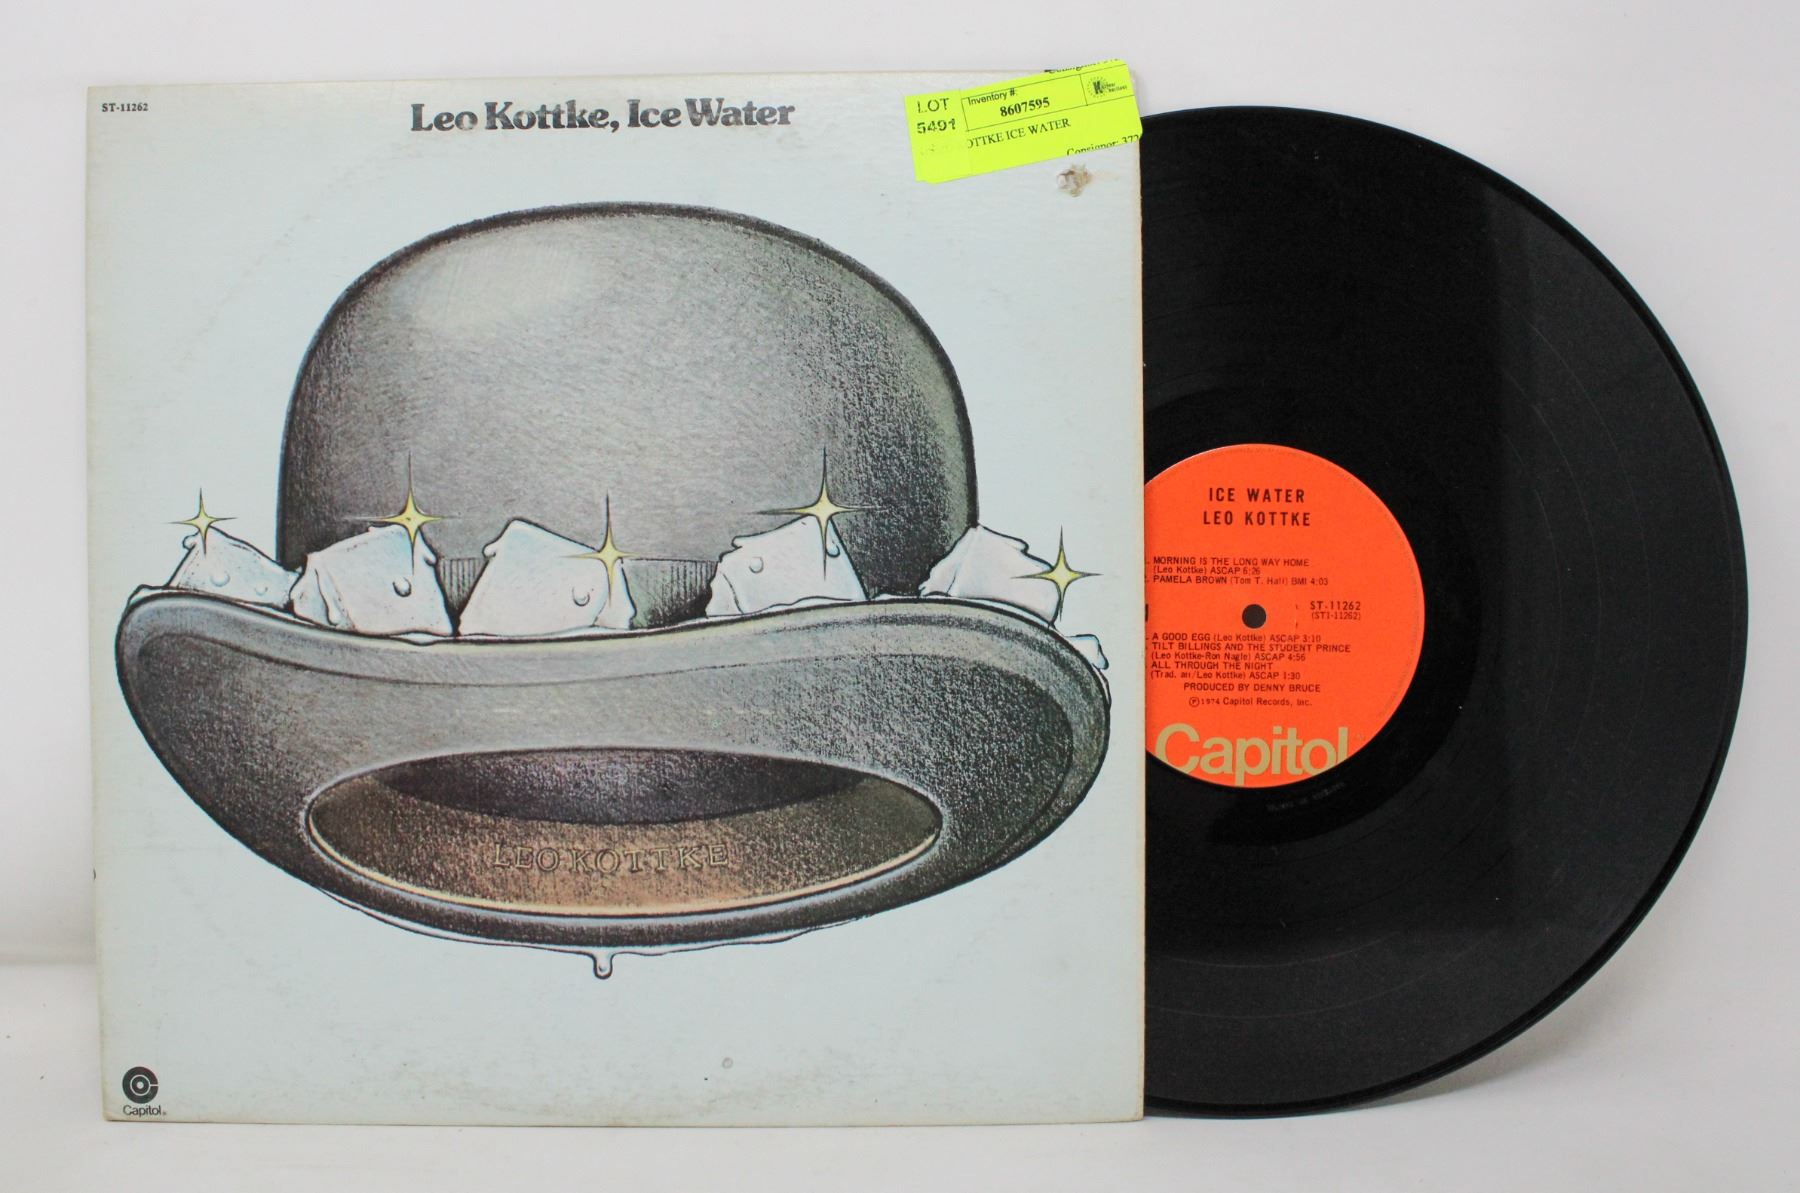 ST-11262
Leo Kottke, Ice Water
LOT
5491
Inventory #:
8607595
OTTKE ICE WATER
Consignor: 372
LEO KOTTKE
Capitol
ICE WATER
LEO KOTTKE
MORNING IS THE LONG WAY HOME
(Leo Kottke) ASCAP 6:26
PAMELA BROWN (Tom T. Hall) BMI 4:03
ST-11262
(ST1-11262)
A GOOD EGG (Leo Kottke) ASCAP 3:10
TILT BILLINGS AND THE STUDENT PRINCE
(Leo Kottke-Ron Nagle) ASCAP 4:56
ALL THROUGH THE NIGHT
(Trad. arr/Leo Kottke) ASCAP 1:30
PRODUCED BY DENNY BRUCE
℗1974 Capitol Records, Inc.
Capitol